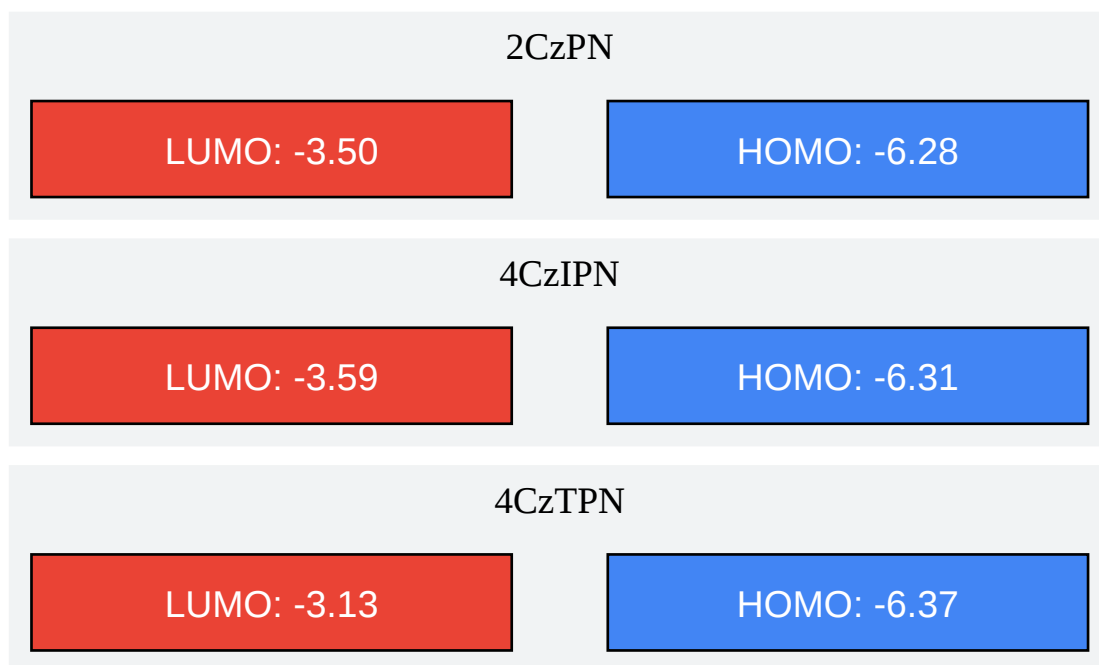 2CzPN
LUMO: -3.50 HOMO: -6.28
4CzIPN
LUMO: -3.59 HOMO: -6.31
4CzTPN
LUMO: -3.13 HOMO: -6.37